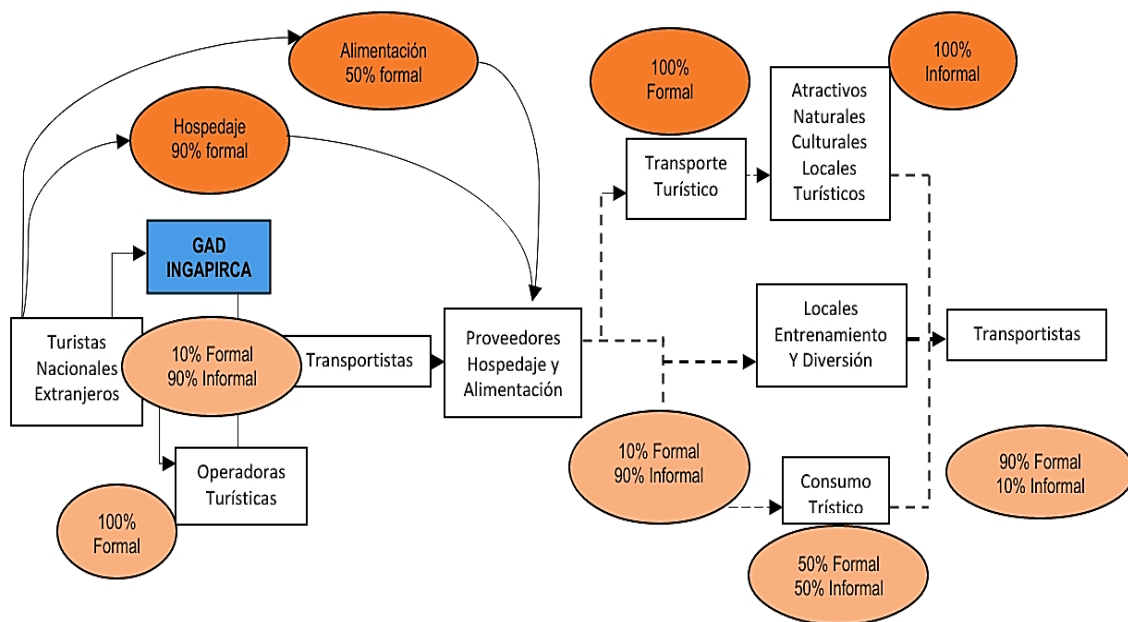 Alimentación
50% formal
Hospedaje
90% formal
GAD
INGAPIRCA
Turistas
Nacionales
Extranjeros
10% Formal
90% Informal
Transportistas
Operadoras
Turísticas
100%
Formal
Proveedores
Hospedaje y
Alimentación
100%
Formal
Transporte
Turístico
Atractivos
Naturales
Culturales
Locales
Turísticos
100%
Informal
Locales
Entrenamiento
Y Diversión
Transportistas
10% Formal
90% Informal
Consumo
Trístico
50% Formal
50% Informal
90% Formal
10% Informal